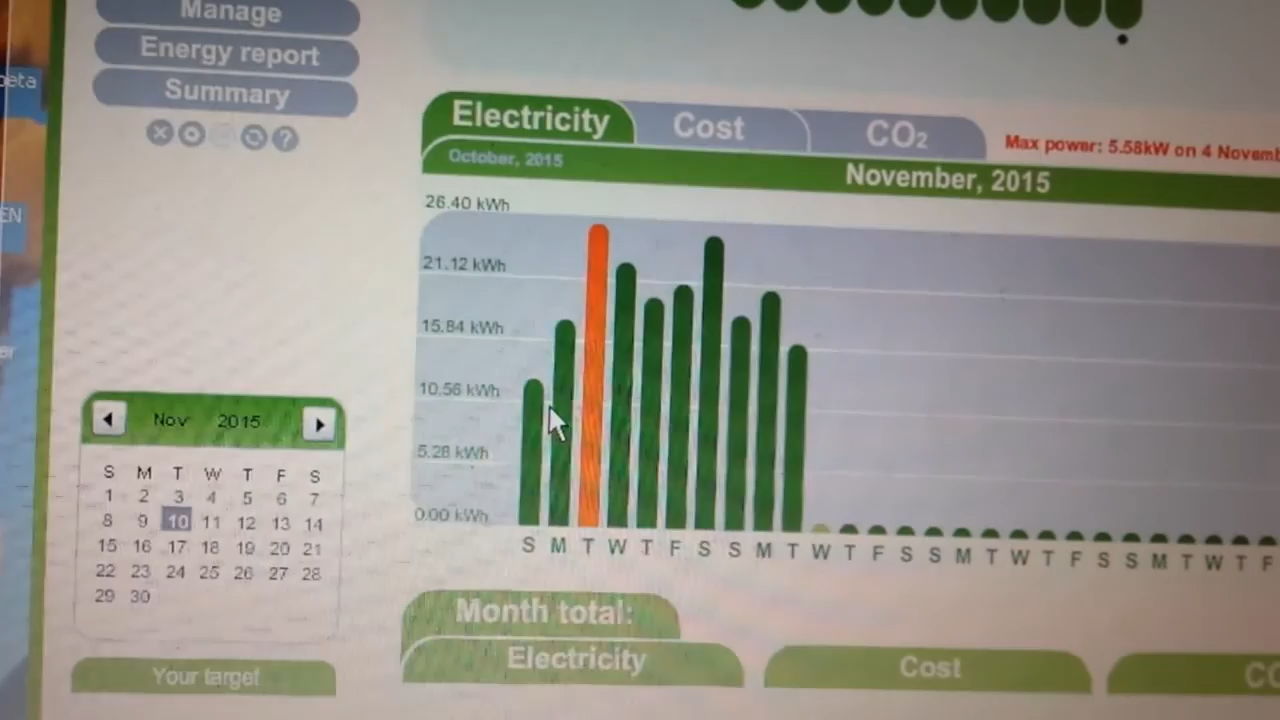 Manage
Energy report
Summary
?
beta
EN
Electricity
Cost
CO2
Max power: 5.58kW on 4
October, 2015
November, 2015
26.40 kWh
21.12 kWh
15.84 kWh
10.56 kWh
5.28 kWh
0.00 kWh
S M T W T F S S M T W T F S S M T W T F S S M T W T F
Nov 2015
S M T W T F S
1 2 3 4 5 6 7
8 9 10 11 12 13 14
15 16 17 18 19 20 21
22 23 24 25 26 27 28
29 30
Your target
Month total:
Electricity
Cost